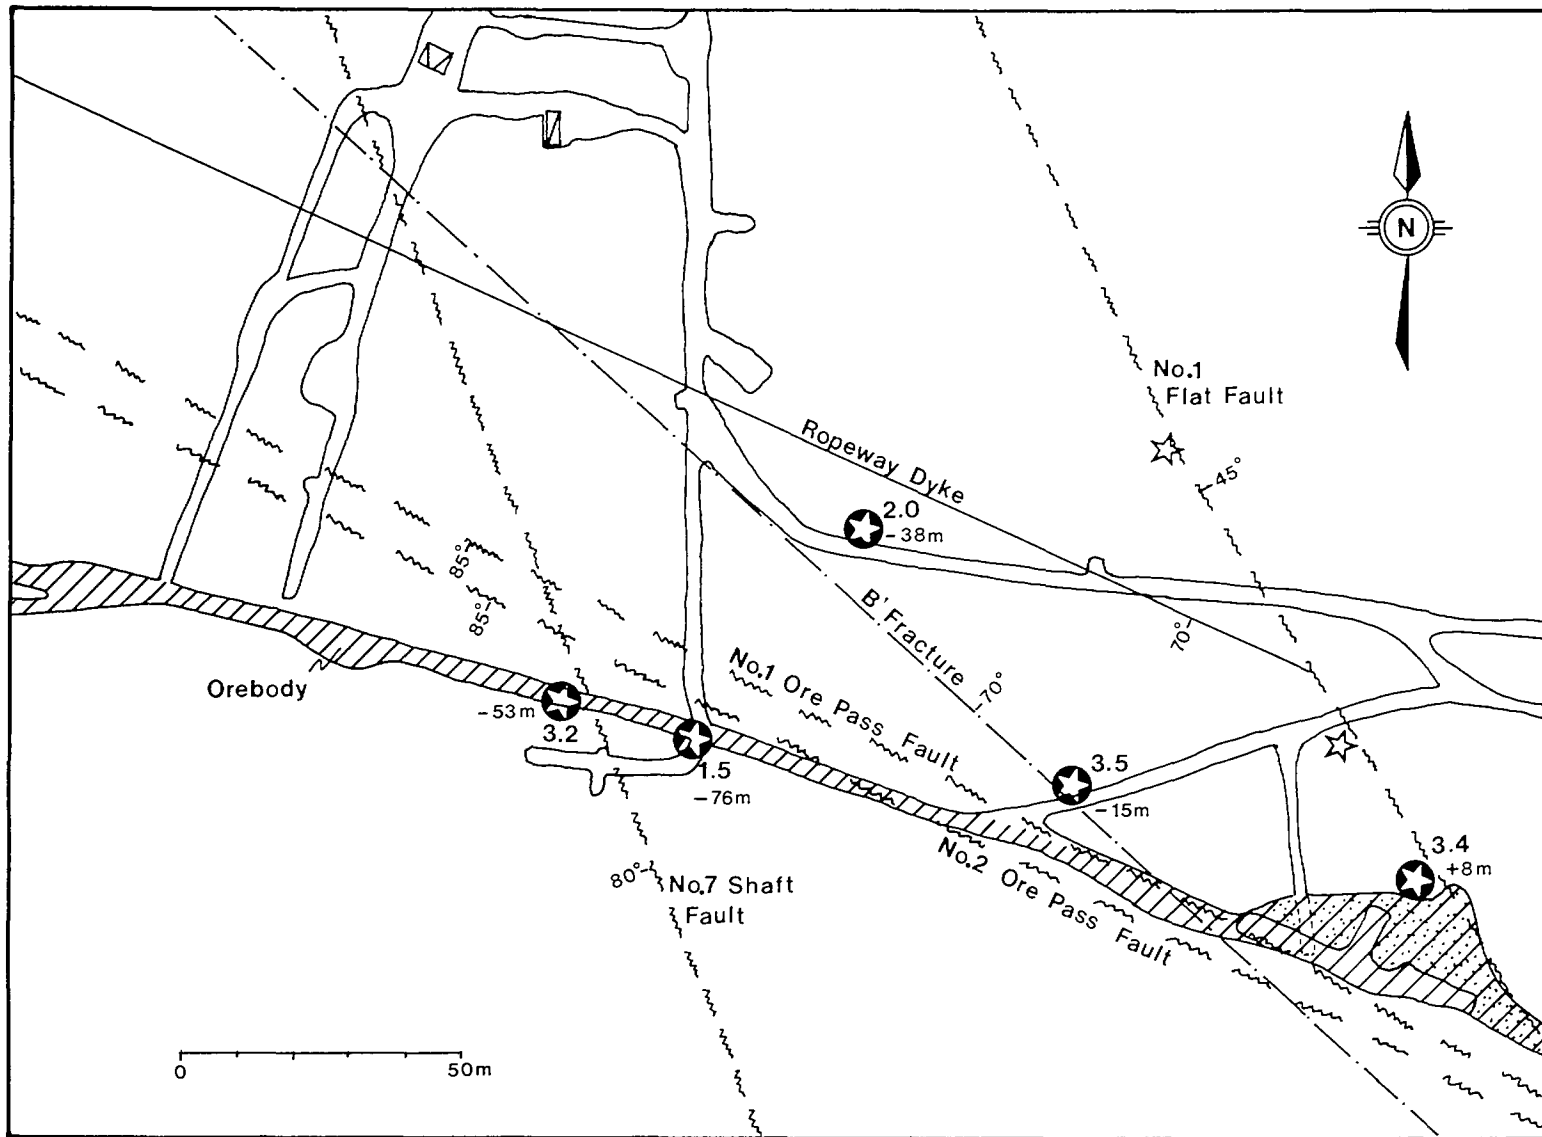 N
No.1
Flat Fault
45°
Ropeway Dyke
2.0
-38m
85°
85°
B' Fracture
70°
70°
No.1 Ore Pass Fault
Orebody
-53m
3.2
1.5
-76m
3.5
-15m
No.2 Ore Pass Fault
3.4
+8m
80°
No.7 Shaft
Fault
0
50m